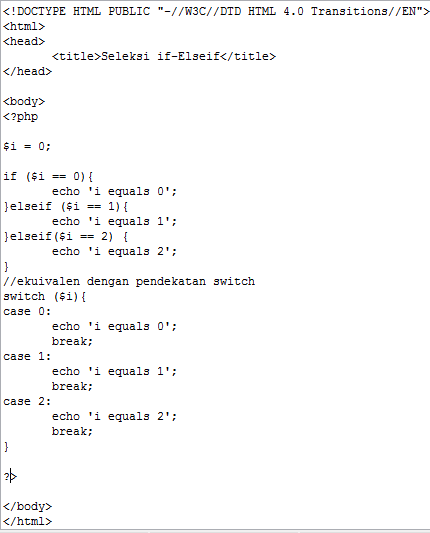 <!DOCTYPE HTML PUBLIC "-//W3C//DTD HTML 4.0 Transitions//EN">
<html>
<head>
<title>Seleksi if-Elseif</title>
</head>
<body>
<?php
$i = 0;
if ($i == 0){
echo 'i equals 0';
}elseif ($i == 1){
echo 'i equals 1';
}elseif($i == 2) {
echo 'i equals 2';
}
//ekuivalen dengan pendekatan switch
switch ($i){
case 0:
echo 'i equals 0';
break;
case 1:
echo 'i equals 1';
break;
case 2:
echo 'i equals 2';
break;
}
?>
</body>
</html>